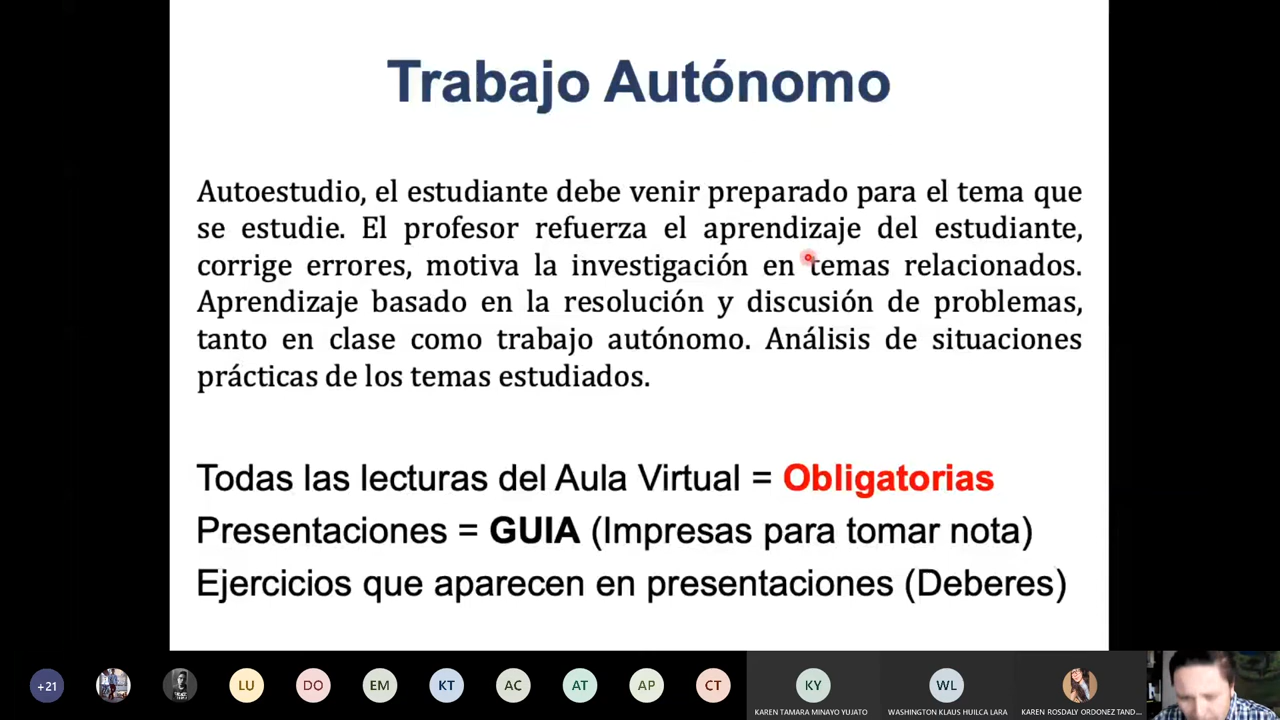 Trabajo Autónomo
Autoestudio, el estudiante debe venir preparado para el tema que
se estudie. El profesor refuerza el aprendizaje del estudiante,
corrige errores, motiva la investigación en temas relacionados.
Aprendizaje basado en la resolución y discusión de problemas,
tanto en clase como trabajo autónomo. Análisis de situaciones
prácticas de los temas estudiados.
Todas las lecturas del Aula Virtual = Obligatorias
Presentaciones = GUIA (Impresas para tomar nota)
Ejercicios que aparecen en presentaciones (Deberes)
+21 LU DO EM KT AC AT AP CT KY WL
KAREN TAMARA MINAYO YUJATO WASHINGTON KLAUS HUILCA LARA KAREN ROSDALY ORDONEZ TAND...